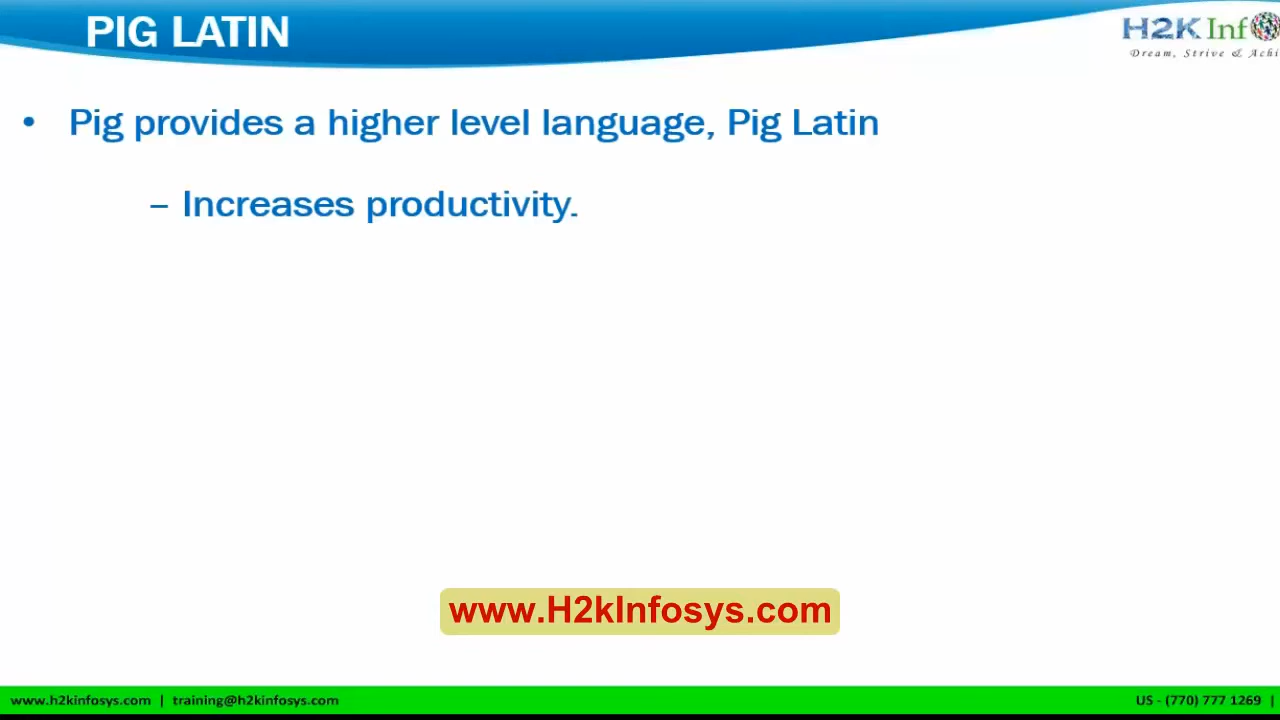 PIG LATIN
H2K Inf
Dream, Strive & Achi
• Pig provides a higher level language, Pig Latin
– Increases productivity.
www.H2kInfosys.com
www.h2kinfosys.com | training@h2kinfosys.com
US - (770) 777 1269 |